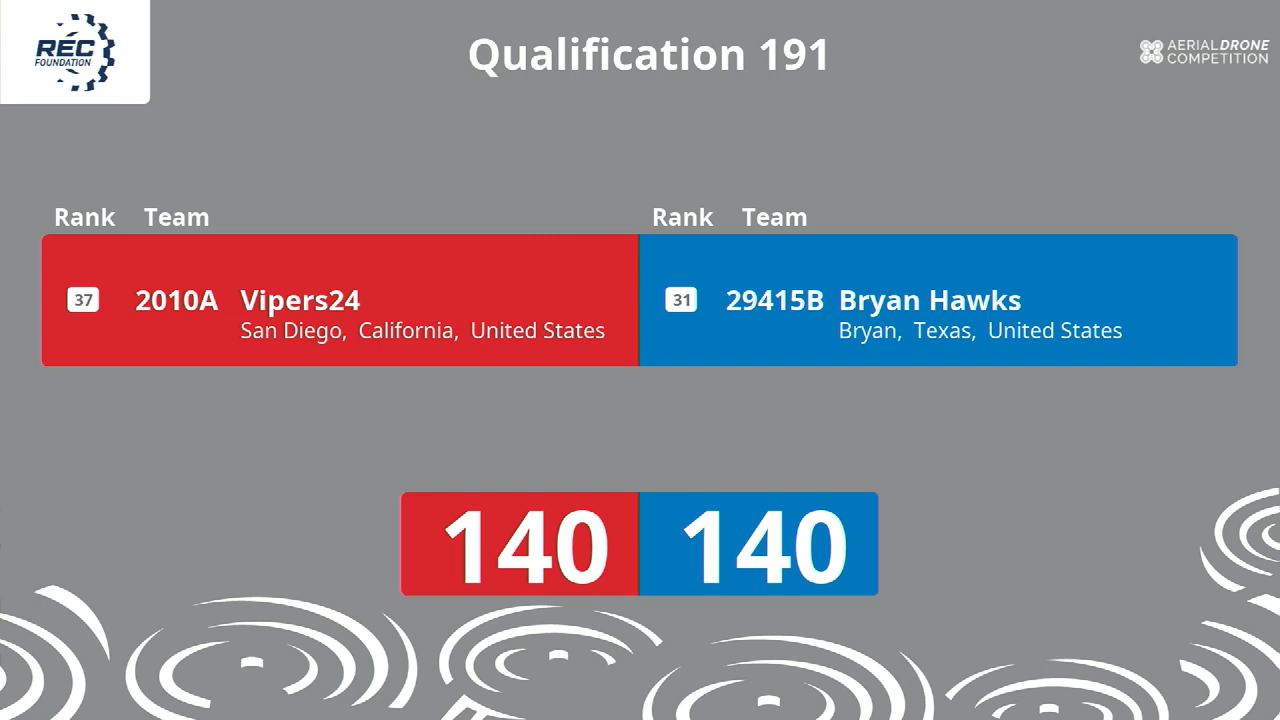 REC
FOUNDATION
Qualification 191
AERIALDRONE
COMPETITION
Rank Team
Rank Team
37 2010A Vipers24
San Diego, California, United States
31 29415B Bryan Hawks
Bryan, Texas, United States
140 140